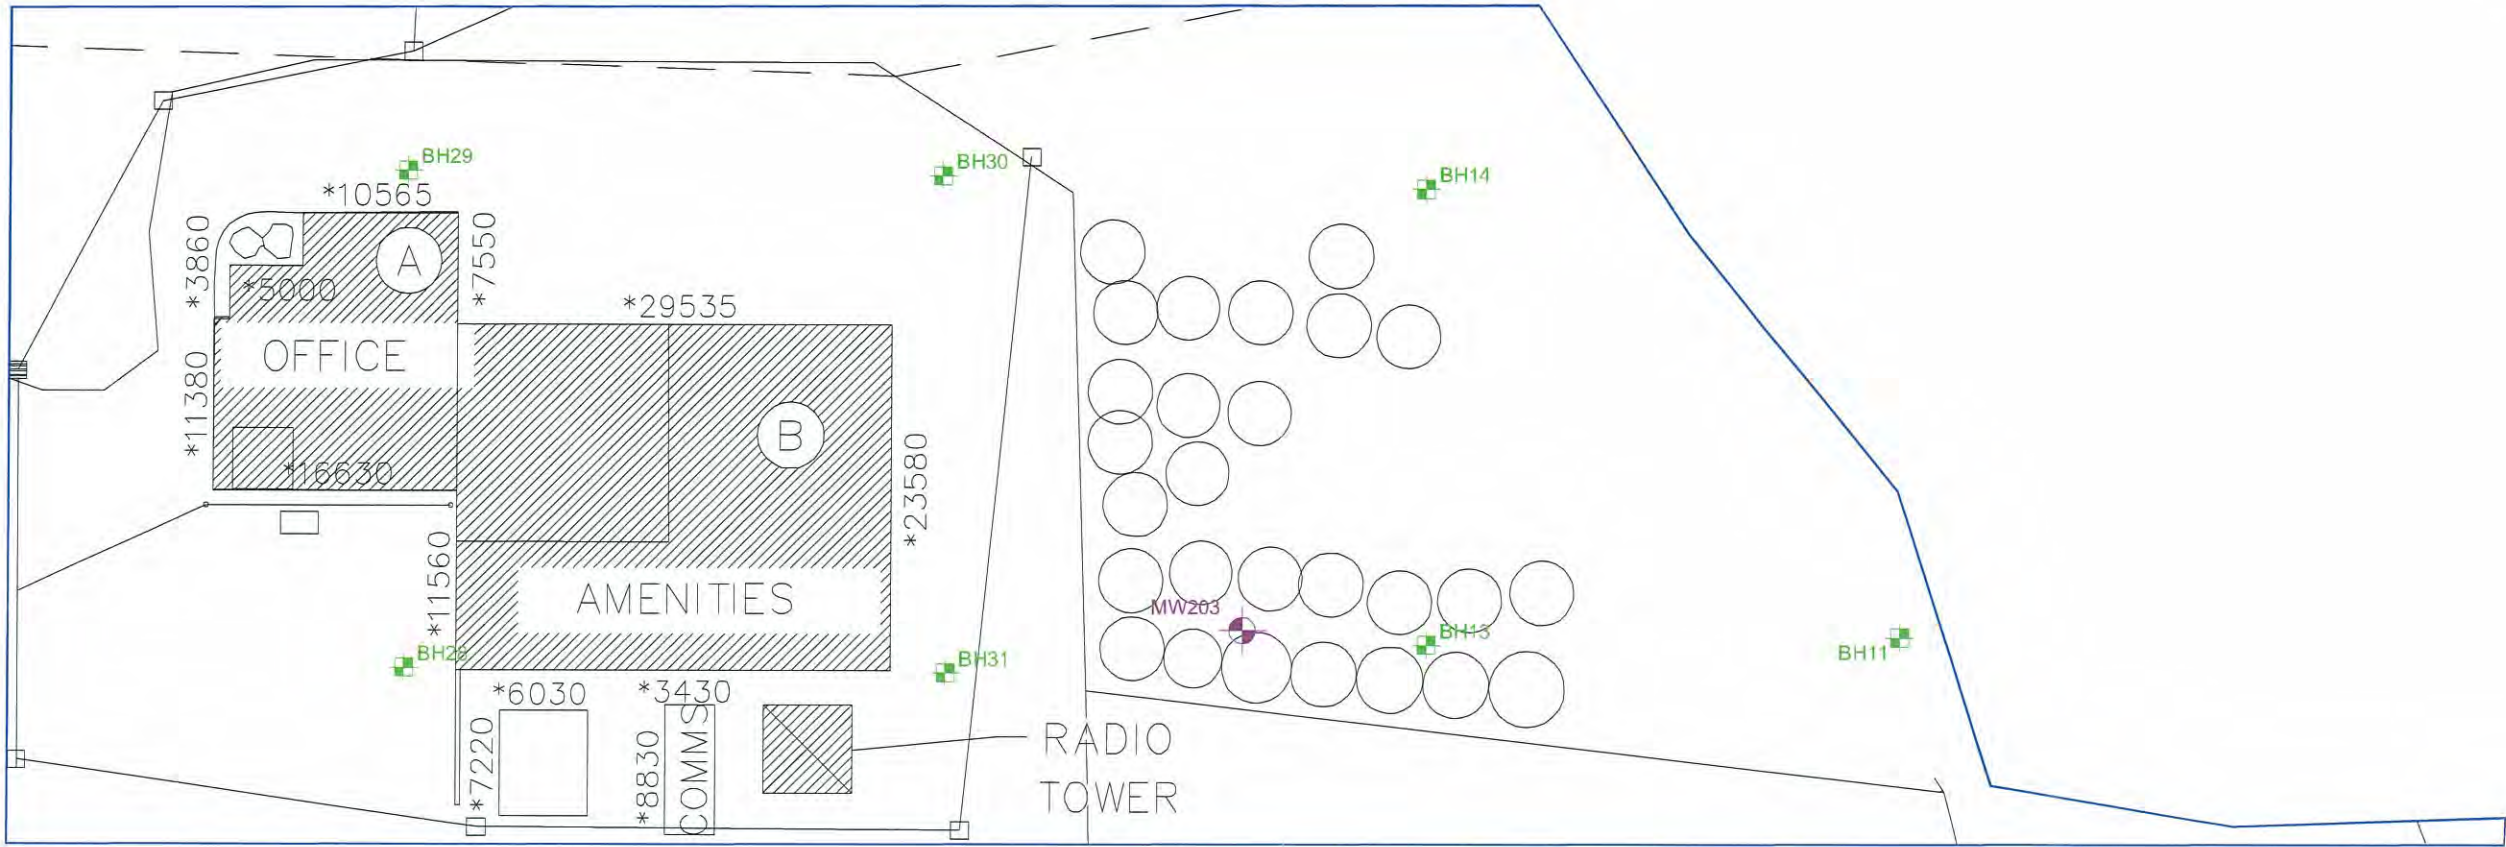 BH29
BH30
BH14
*10565
*3860
*7550
A
*5000
*29535
OFFICE
*11380
B
*16630
*23580
*11560
AMENITIES
MW203
BH13
BH28
BH31
BH11
*6030
*3430
*7220
*8830
COMMS
RADIO
TOWER